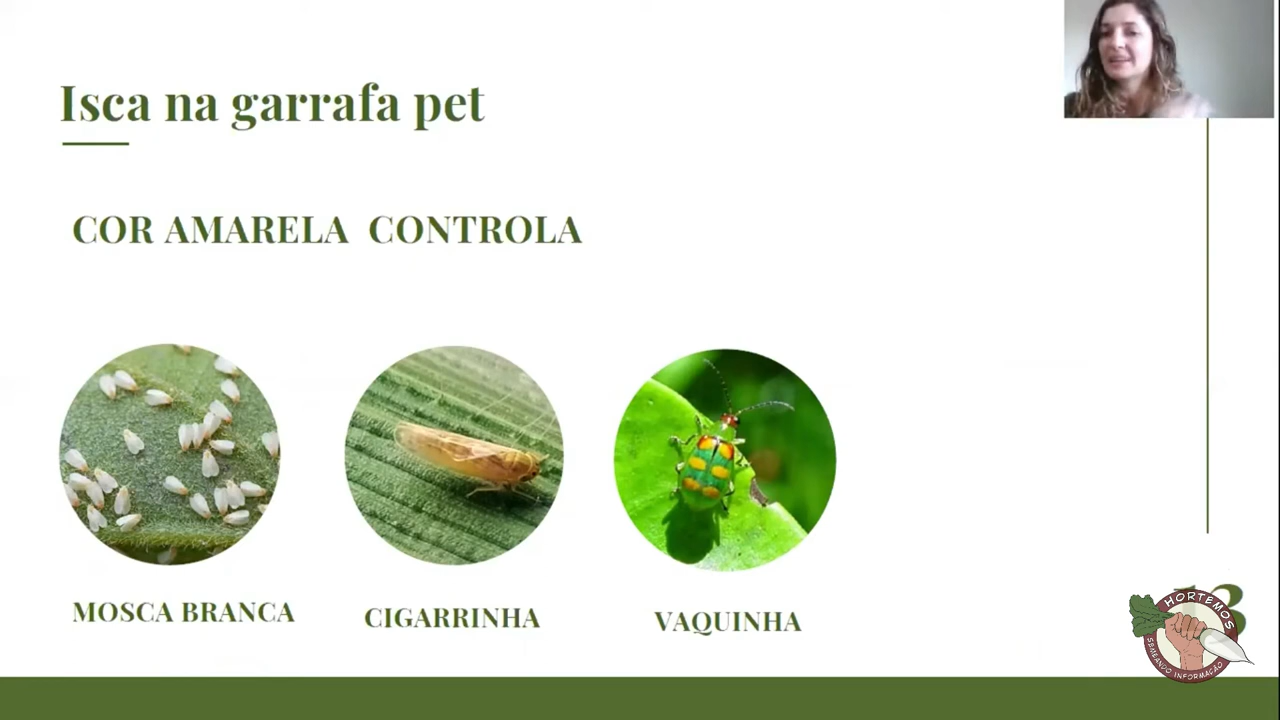 Isca na garrafa pet
COR AMARELA CONTROLA
MOSCA BRANCA
CIGARRINHA
VAQUINHA
HORTEMOS
SEMEANDO INFORMAÇÃO